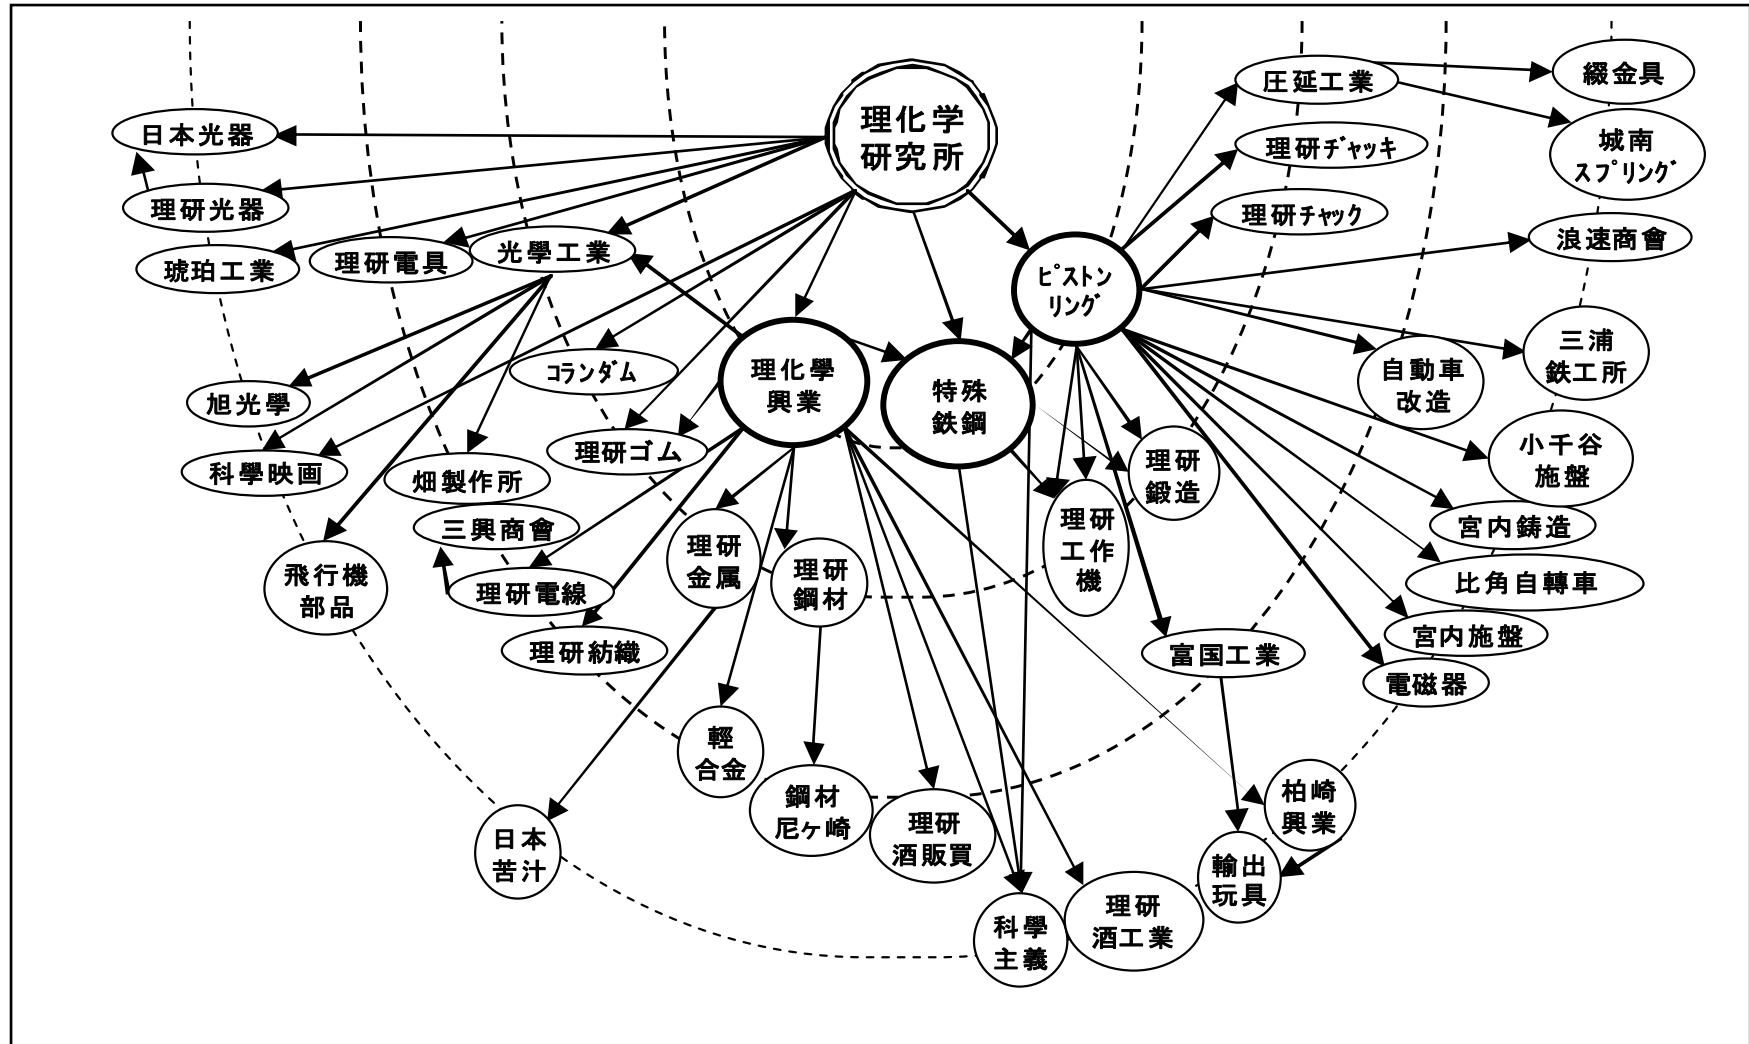 理化学
研究所
圧延工業
綴金具
日本光器
理研ヂャッキ
城南
スプリング
理研光器
理研チャック
浪速商會
琥珀工業
理研電具
光學工業
ピストン
リング
コランダム
理化學
興業
特殊
鉄鋼
自動車
改造
三浦
鉄工所
旭光學
理研ゴム
科學映画
畑製作所
理研
鍛造
小千谷
施盤
三興商會
理研
金属
理研
鋼材
理研
工作
機
宮内鋳造
飛行機
部品
理研電線
比角自轉車
理研紡織
富国工業
宮内施盤
電磁器
輕
合金
鋼材
尼ヶ崎
理研
酒販買
柏崎
興業
日本
苦汁
輸出
玩具
科學
主義
理研
酒工業